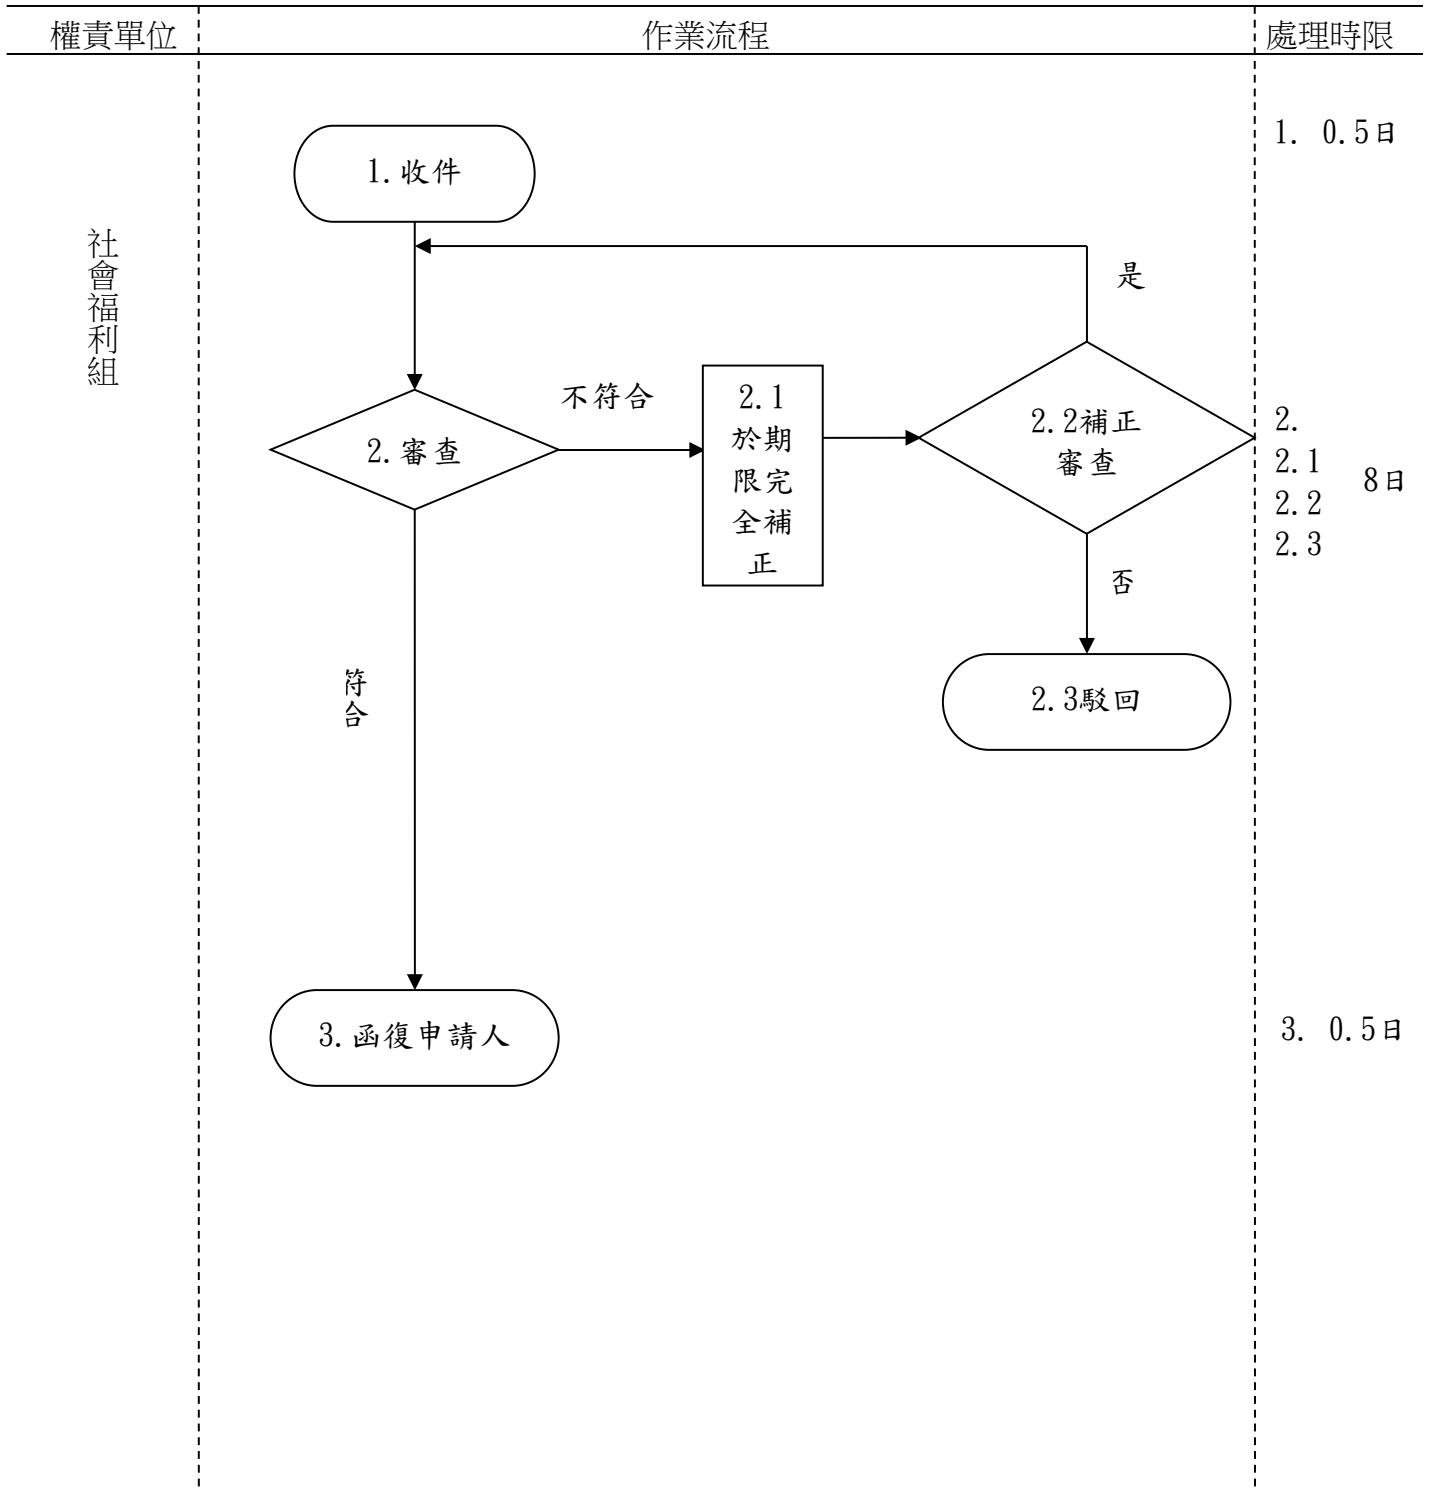 權責單位
作業流程
處理時限
社會福利組
1.收件
1. 0.5日
是
2.審查
不符合
2.1
於期
限完
全補
正
2.2補正
審查
2.
2.1
2.2
2.3
8日
否
符合
2.3駁回
3.函復申請人
3. 0.5日